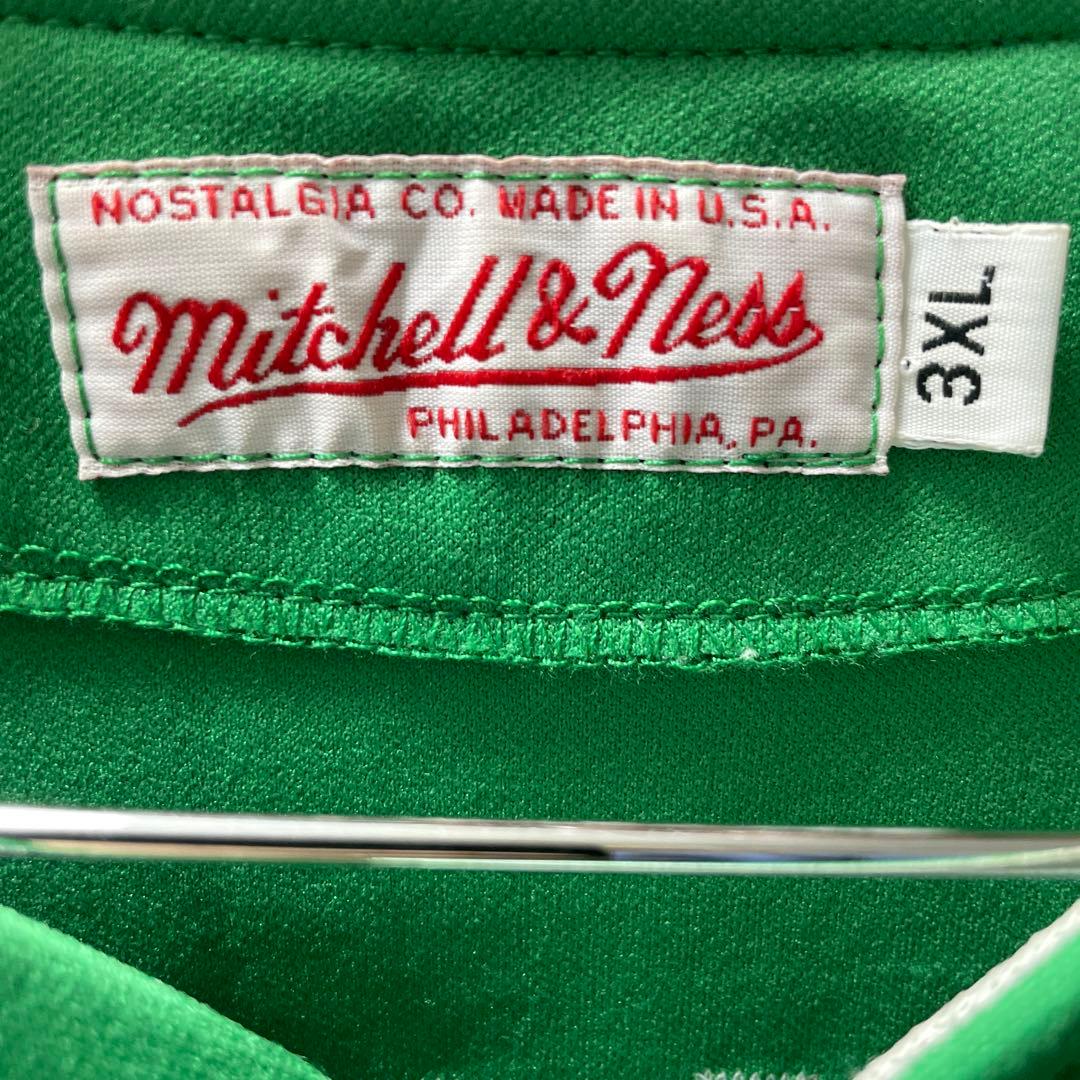 NOSTALGIA CO. MADE IN U.S.A.
Mitchell & Ness
PHILADELPHIA, PA.
3XL